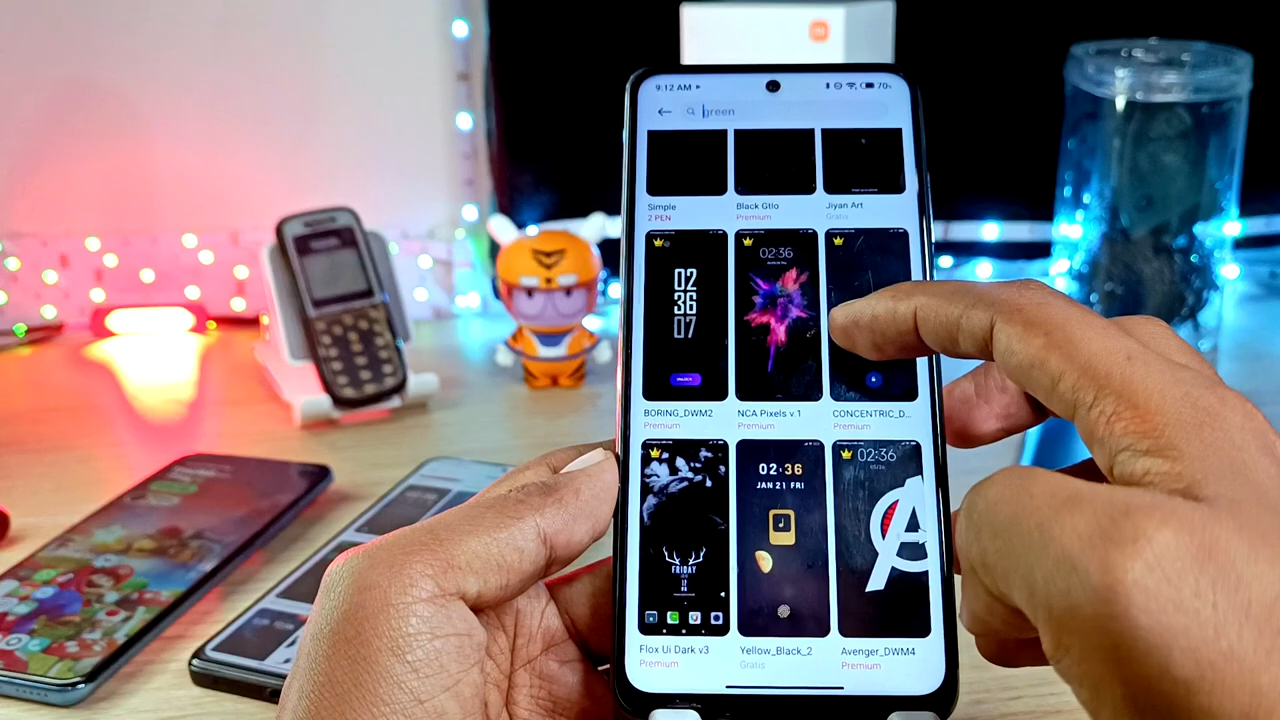 9:12 AM
70%
green
Simple
2 PEN
Black Gtlo
Premium
Jiyan Art
Gratis
02
36
07
UNLOCK
02:36
BORING_DWM2
Premium
NCA Pixels v.1
Premium
CONCENTRIC_D...
Premium
FRIDAY
02:36
JAN 21 FRI
02:36
Flox Ui Dark v3
Premium
Yellow_Black_2
Gratis
Avenger_DWM4
Premium